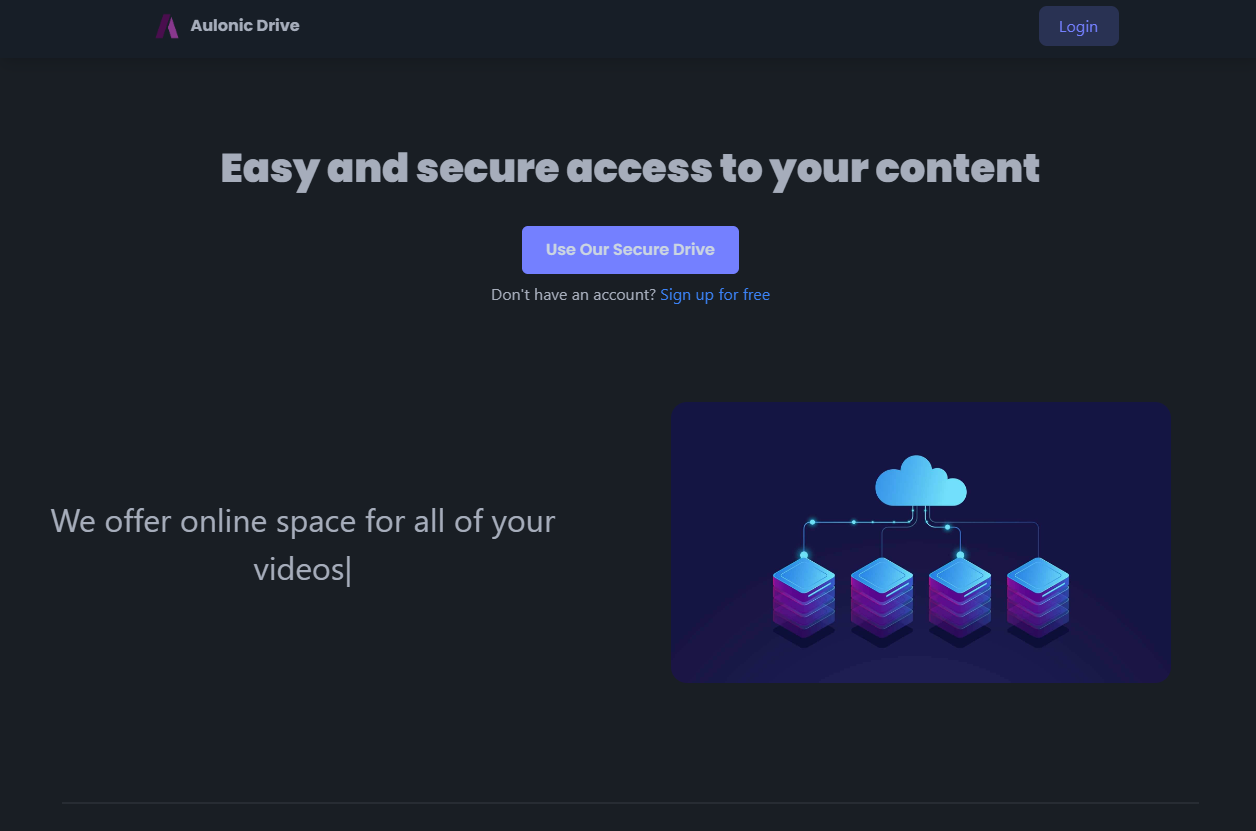 Aulonic Drive
Login
Easy and secure access to your content
Use Our Secure Drive
Don't have an account? Sign up for free
We offer online space for all of your
videos|